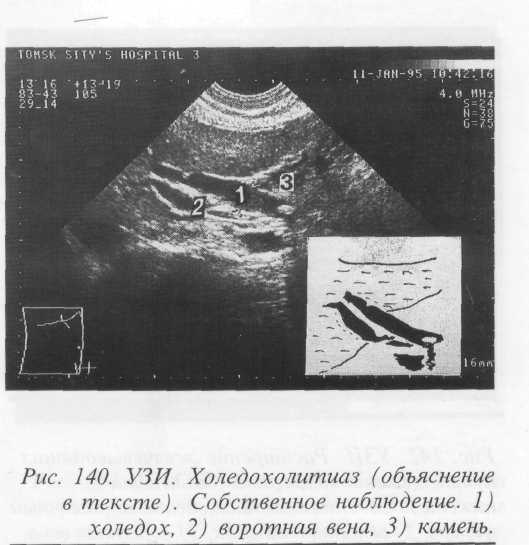 TOMSK SITY'S HOSPITAL 3
13 16 +13-19
83-43 105
29.14
11-JAN-95 10:42:16
4.0 MHz
S=24
N=38
G=75
1
2
3
16mm
Рис. 140. УЗИ. Холедохолитиаз (объяснение
в тексте). Собственное наблюдение. 1)
холедох, 2) воротная вена, 3) камень.